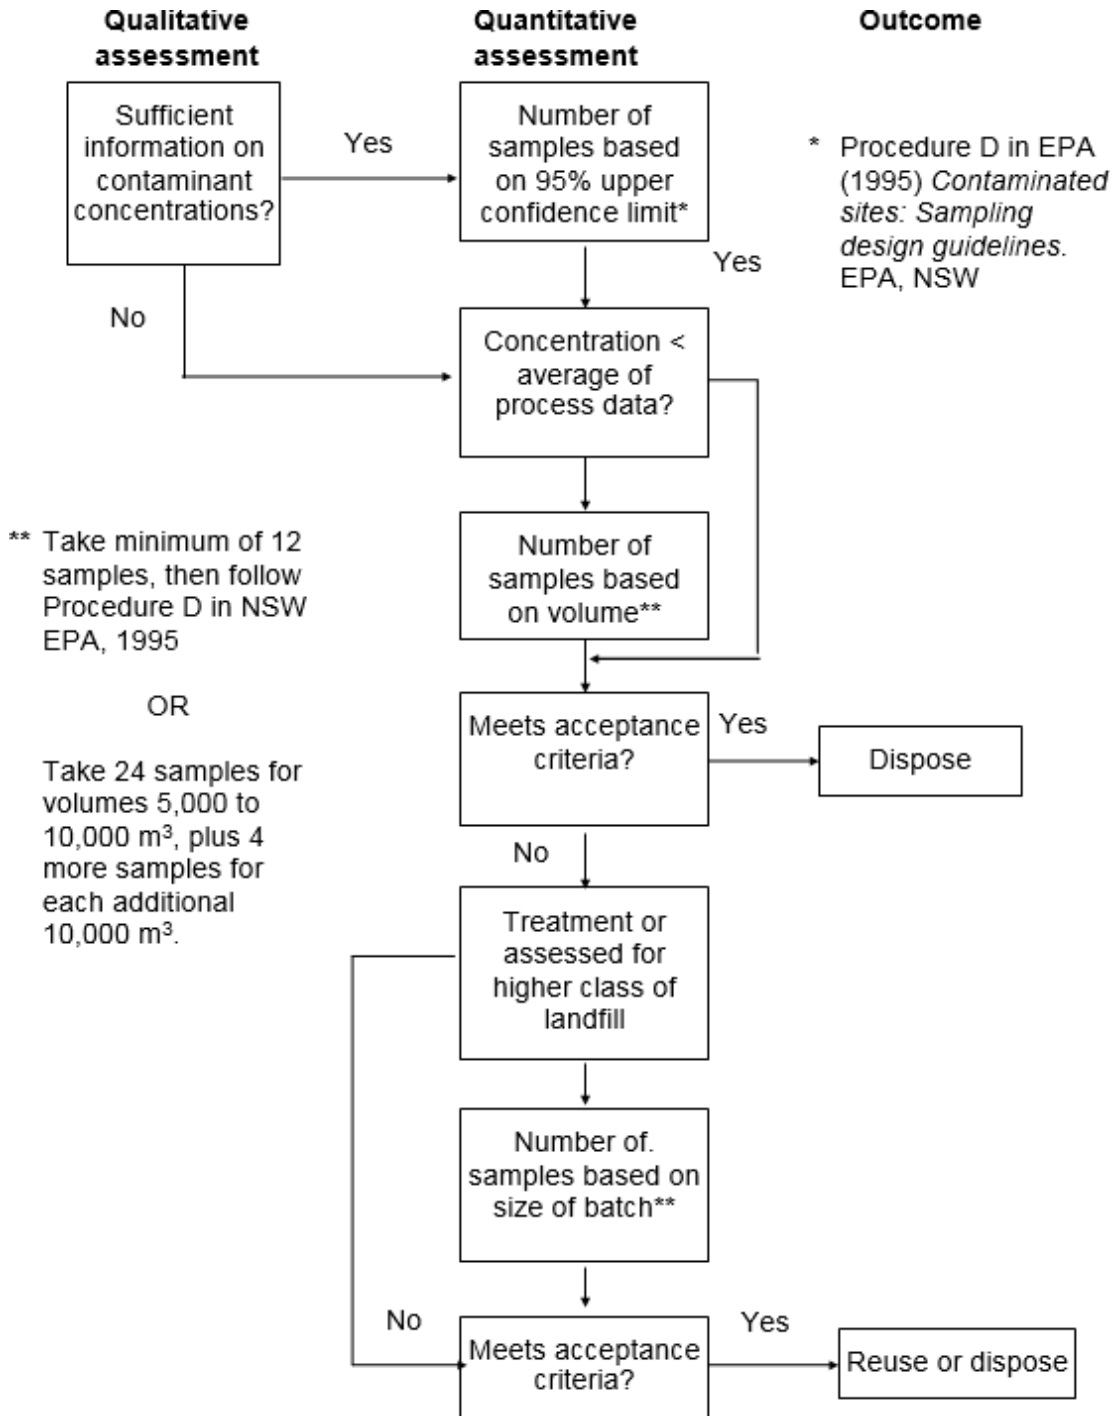 Qualitative
assessment
Quantitative
assessment
Outcome
Sufficient
information on
contaminant
concentrations?
Yes
Number of
samples based
on 95% upper
confidence limit*
* Procedure D in EPA
(1995) Contaminated
sites: Sampling
design guidelines.
EPA, NSW
Yes
No
Concentration <
average of
process data?
** Take minimum of 12
samples, then follow
Procedure D in NSW
EPA, 1995
OR
Take 24 samples for
volumes 5,000 to
10,000 m³, plus 4
more samples for
each additional
10,000 m³.
Number of
samples based
on volume**
Meets acceptance
criteria?
Yes
Dispose
No
Treatment or
assessed for
higher class of
landfill
Number of.
samples based on
size of batch**
No
Meets acceptance
criteria?
Yes
Reuse or dispose